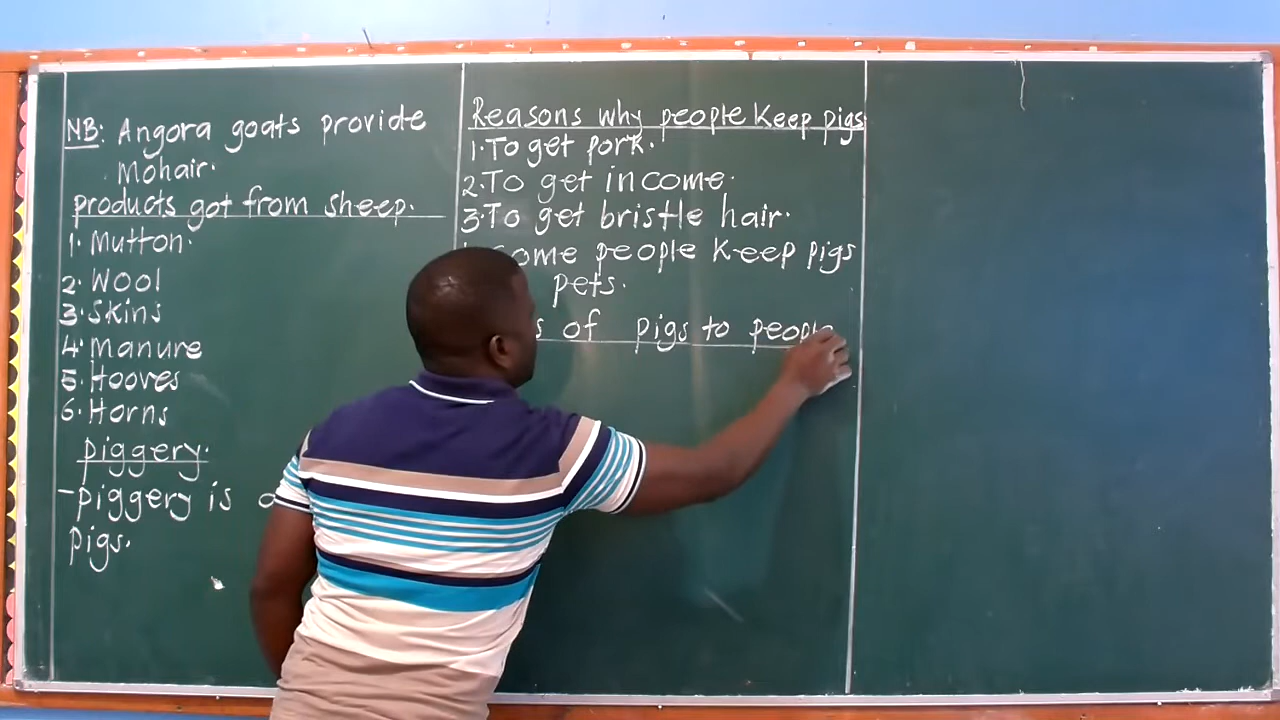 NB: Angora goats provide
Mohair.
products got from sheep.
1. Mutton.
2. Wool
3. Skins
4. Manure
5. Hooves
6. Horns
piggery.
- piggery is
pigs.
Reasons why people keep pigs
1. To get pork.
2. To get income.
3. To get bristle hair.
some people keep pigs
pets.
of pigs to people